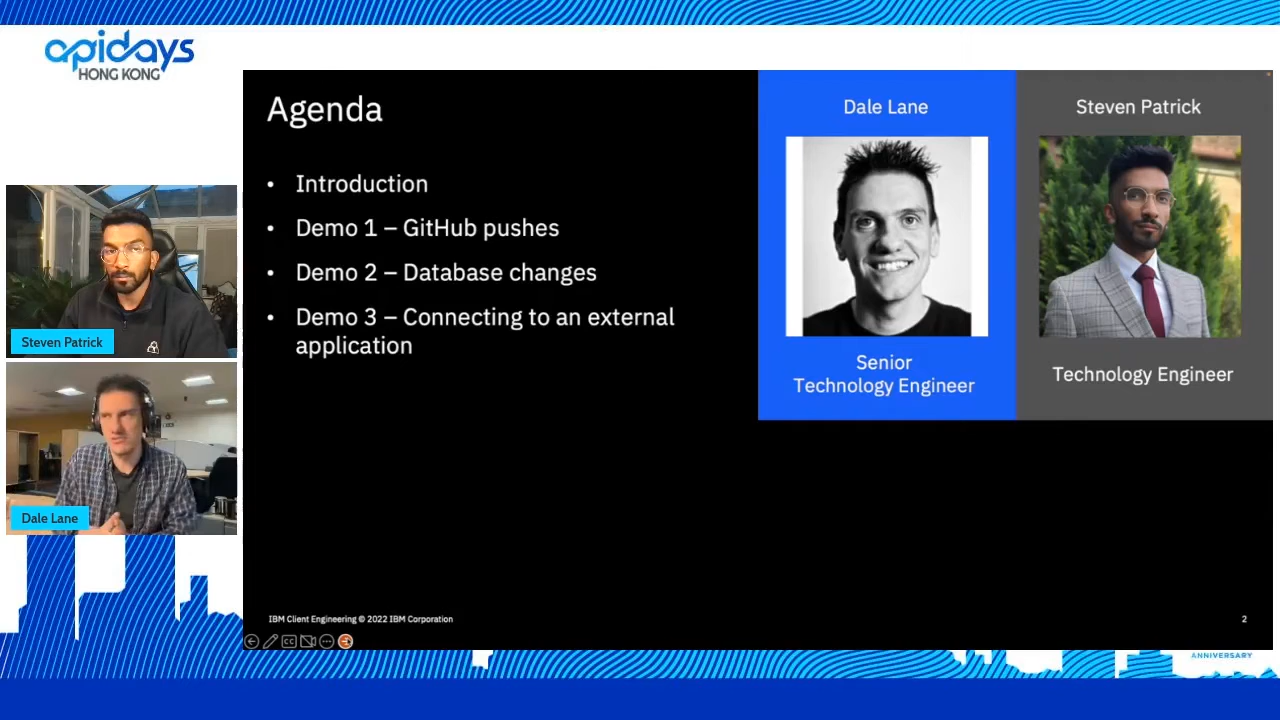 apidays
HONG KONG
Agenda
• Introduction
• Demo 1 – GitHub pushes
• Demo 2 – Database changes
• Demo 3 – Connecting to an external
application
Dale Lane
Senior
Technology Engineer
Steven Patrick
Technology Engineer
Steven Patrick
Dale Lane
IBM Client Engineering © 2022 IBM Corporation
2
CC
ANNIVERSARY